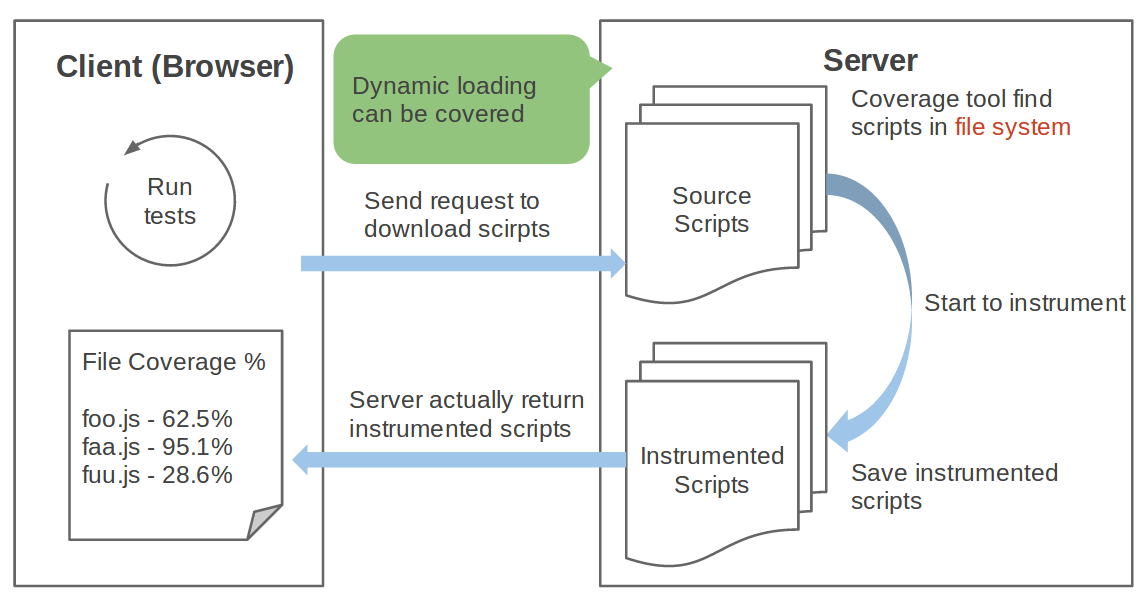 Client (Browser)
Run
tests
File Coverage %
foo.js - 62.5%
faa.js - 95.1%
fuu.js - 28.6%
Dynamic loading
can be covered
Send request to
download scirpts
Server actually return
instrumented scripts
Server
Coverage tool find
scripts in file system
Source
Scripts
Start to instrument
Instrumented
Scripts
Save instrumented
scripts